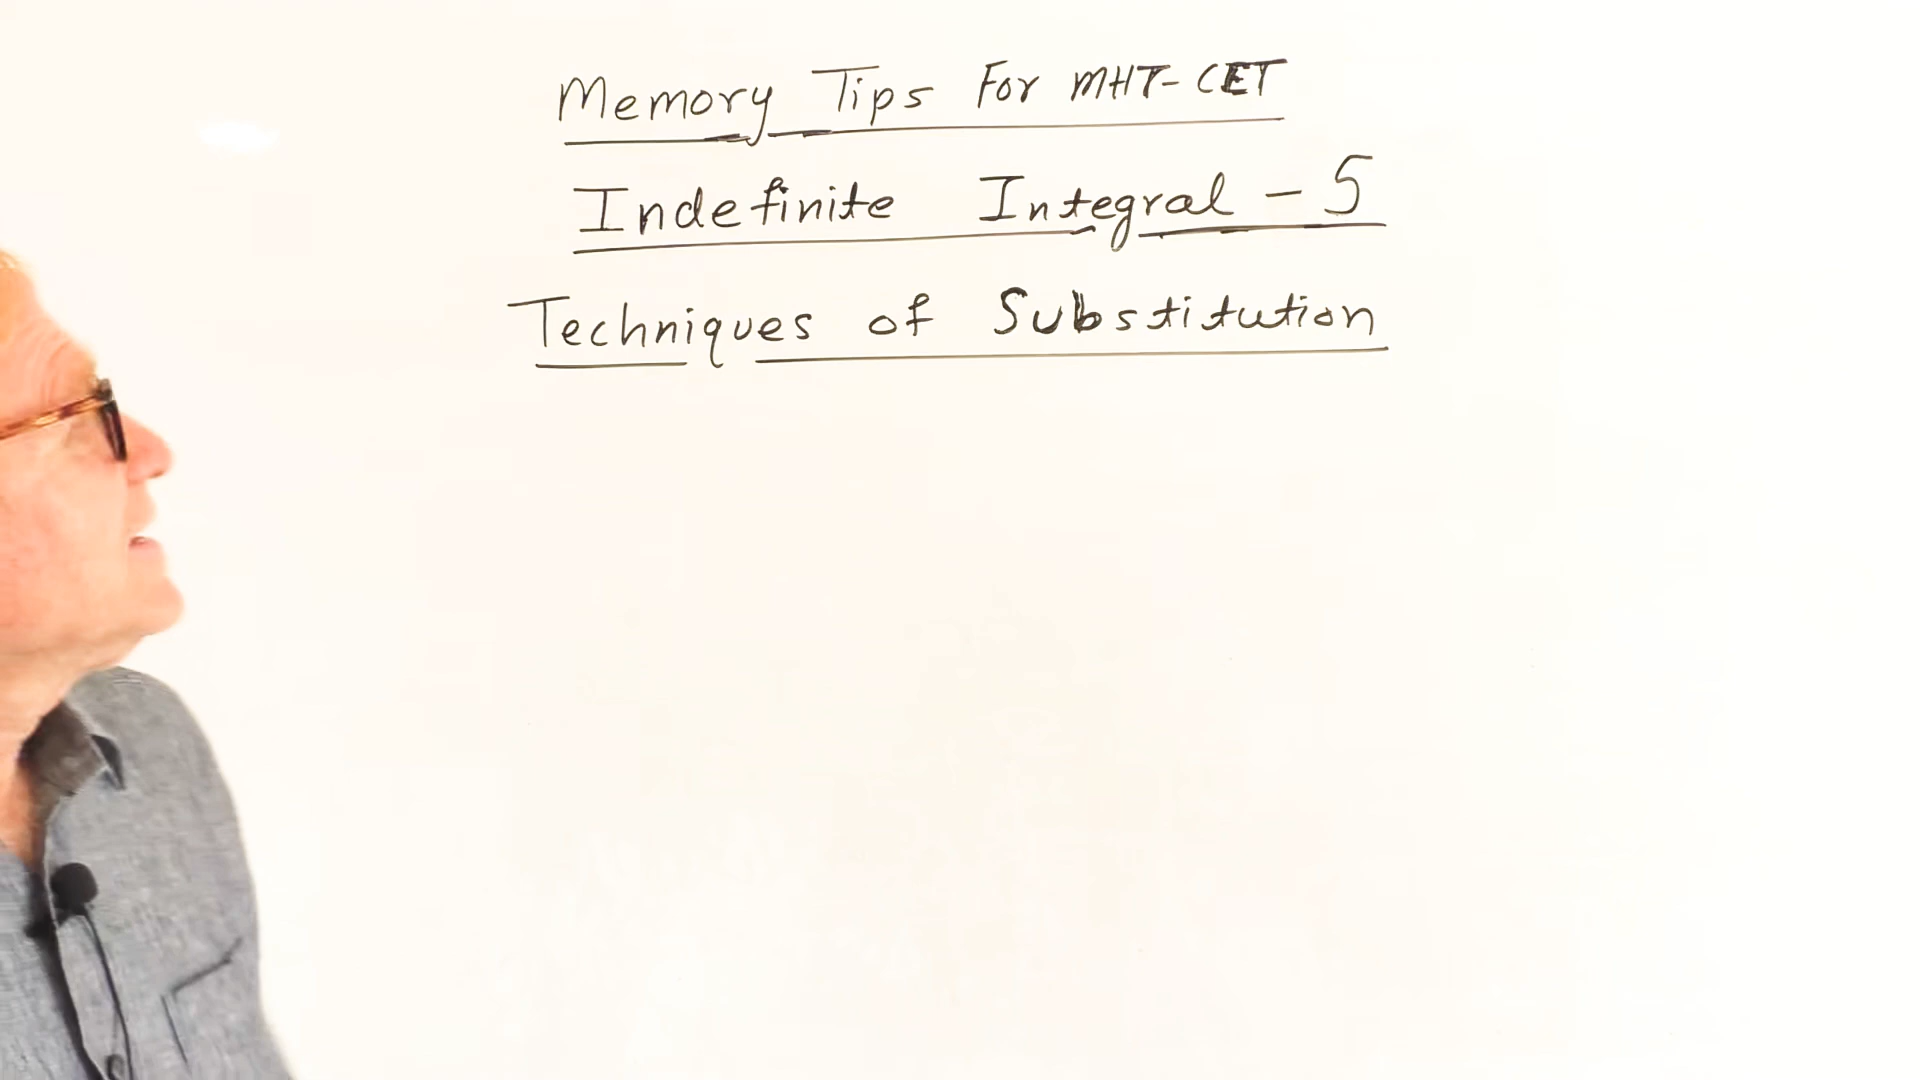 Memory Tips For MHT-CET
Indefinite Integral - 5
Techniques of Substitution